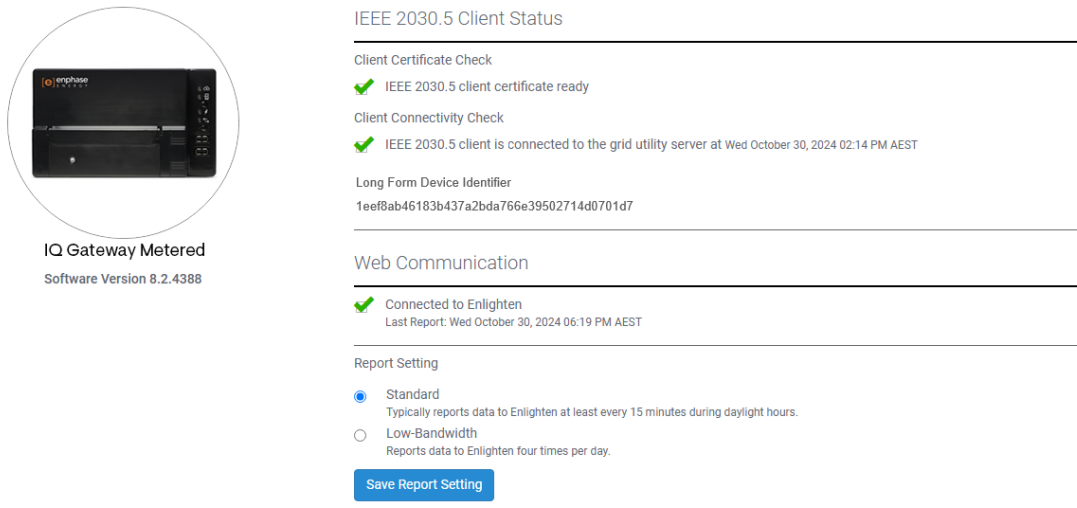 enphase
ENERGY
IQ Gateway Metered
Software Version 8.2.4388
IEEE 2030.5 Client Status
Client Certificate Check
IEEE 2030.5 client certificate ready
Client Connectivity Check
IEEE 2030.5 client is connected to the grid utility server at Wed October 30, 2024 02:14 PM AEST
Long Form Device Identifier
1eef8ab46183b437a2bda766e39502714d0701d7
Web Communication
Connected to Enlighten
Last Report: Wed October 30, 2024 06:19 PM AEST
Report Setting
Standard
Typically reports data to Enlighten at least every 15 minutes during daylight hours.
Low-Bandwidth
Reports data to Enlighten four times per day.
Save Report Setting